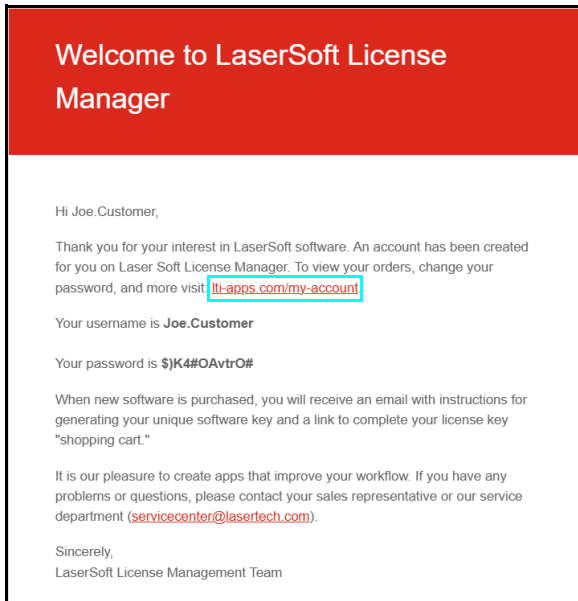 Welcome to LaserSoft License
Manager
Hi Joe.Customer,
Thank you for your interest in LaserSoft software. An account has been created
for you on Laser Soft License Manager. To view your orders, change your
password, and more visit: lti-apps.com/my-account
Your username is Joe.Customer
Your password is $)K4#OAvtrO#
When new software is purchased, you will receive an email with instructions for
generating your unique software key and a link to complete your license key
"shopping cart."
It is our pleasure to create apps that improve your workflow. If you have any
problems or questions, please contact your sales representative or our service
department (servicecenter@lasertech.com).
Sincerely,
LaserSoft License Management Team